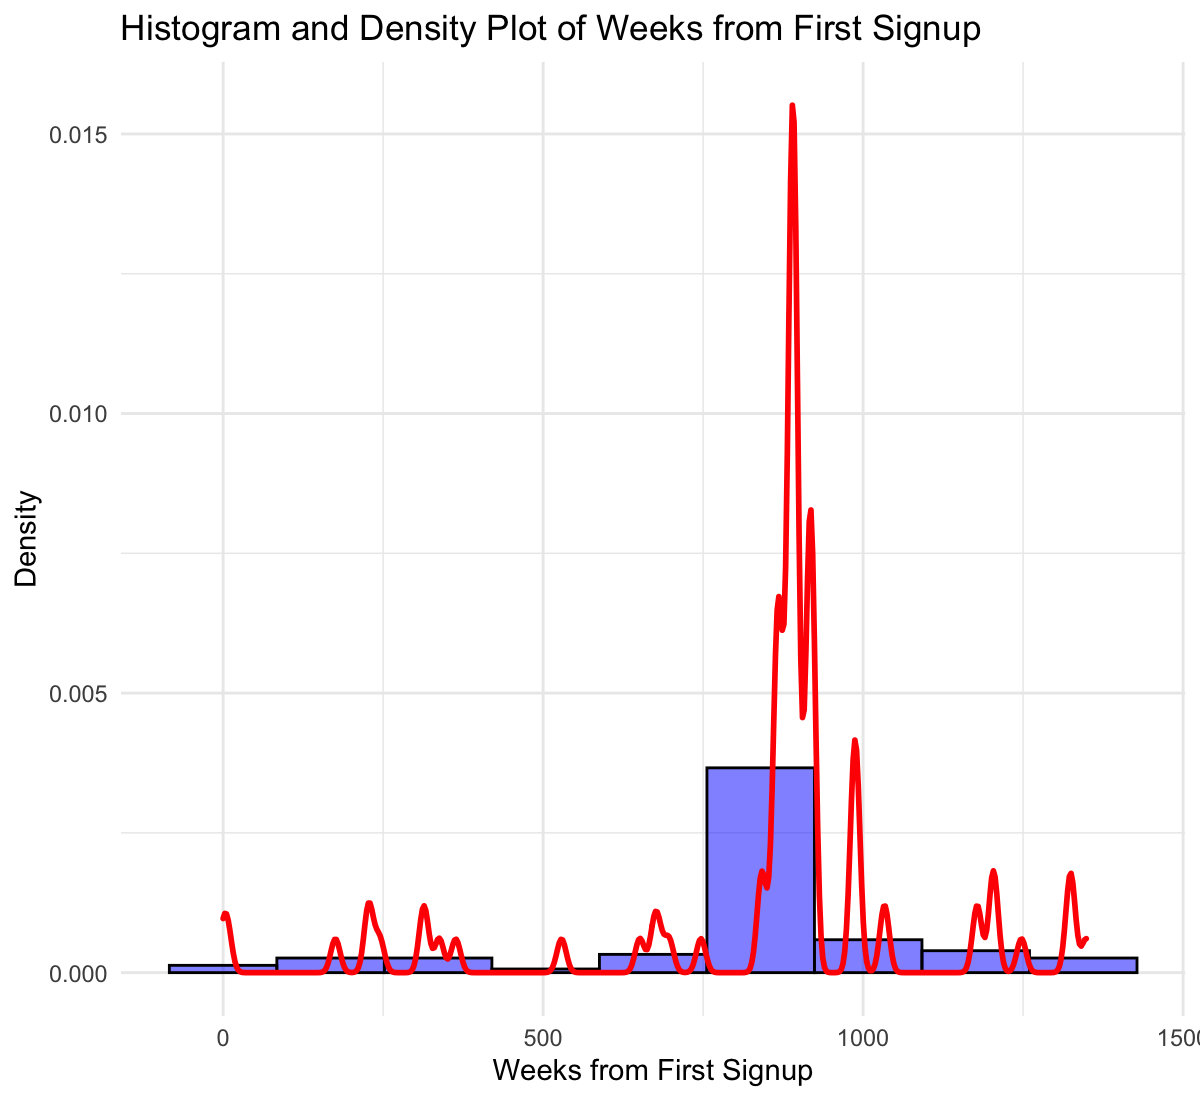 Histogram and Density Plot of Weeks from First Signup
0.015
0.010
0.005
0.000
Density
0
500
1000
1500
Weeks from First Signup